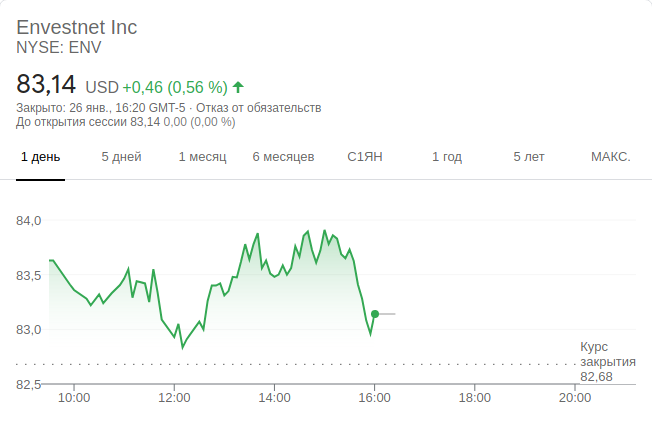 Envestnet Inc
NYSE: ENV
83,14 USD +0,46 (0,56 %)
Закрыто: 26 янв., 16:20 GMT-5 · Отказ от обязательств
До открытия сессии 83,14 0,00 (0,00 %)
1 день 5 дней 1 месяц 6 месяцев С1ЯН 1 год 5 лет МАКС.
84,0
83,5
83,0
Курс
закрытия
82,68
82,5
10:00 12:00 14:00 16:00 18:00 20:00